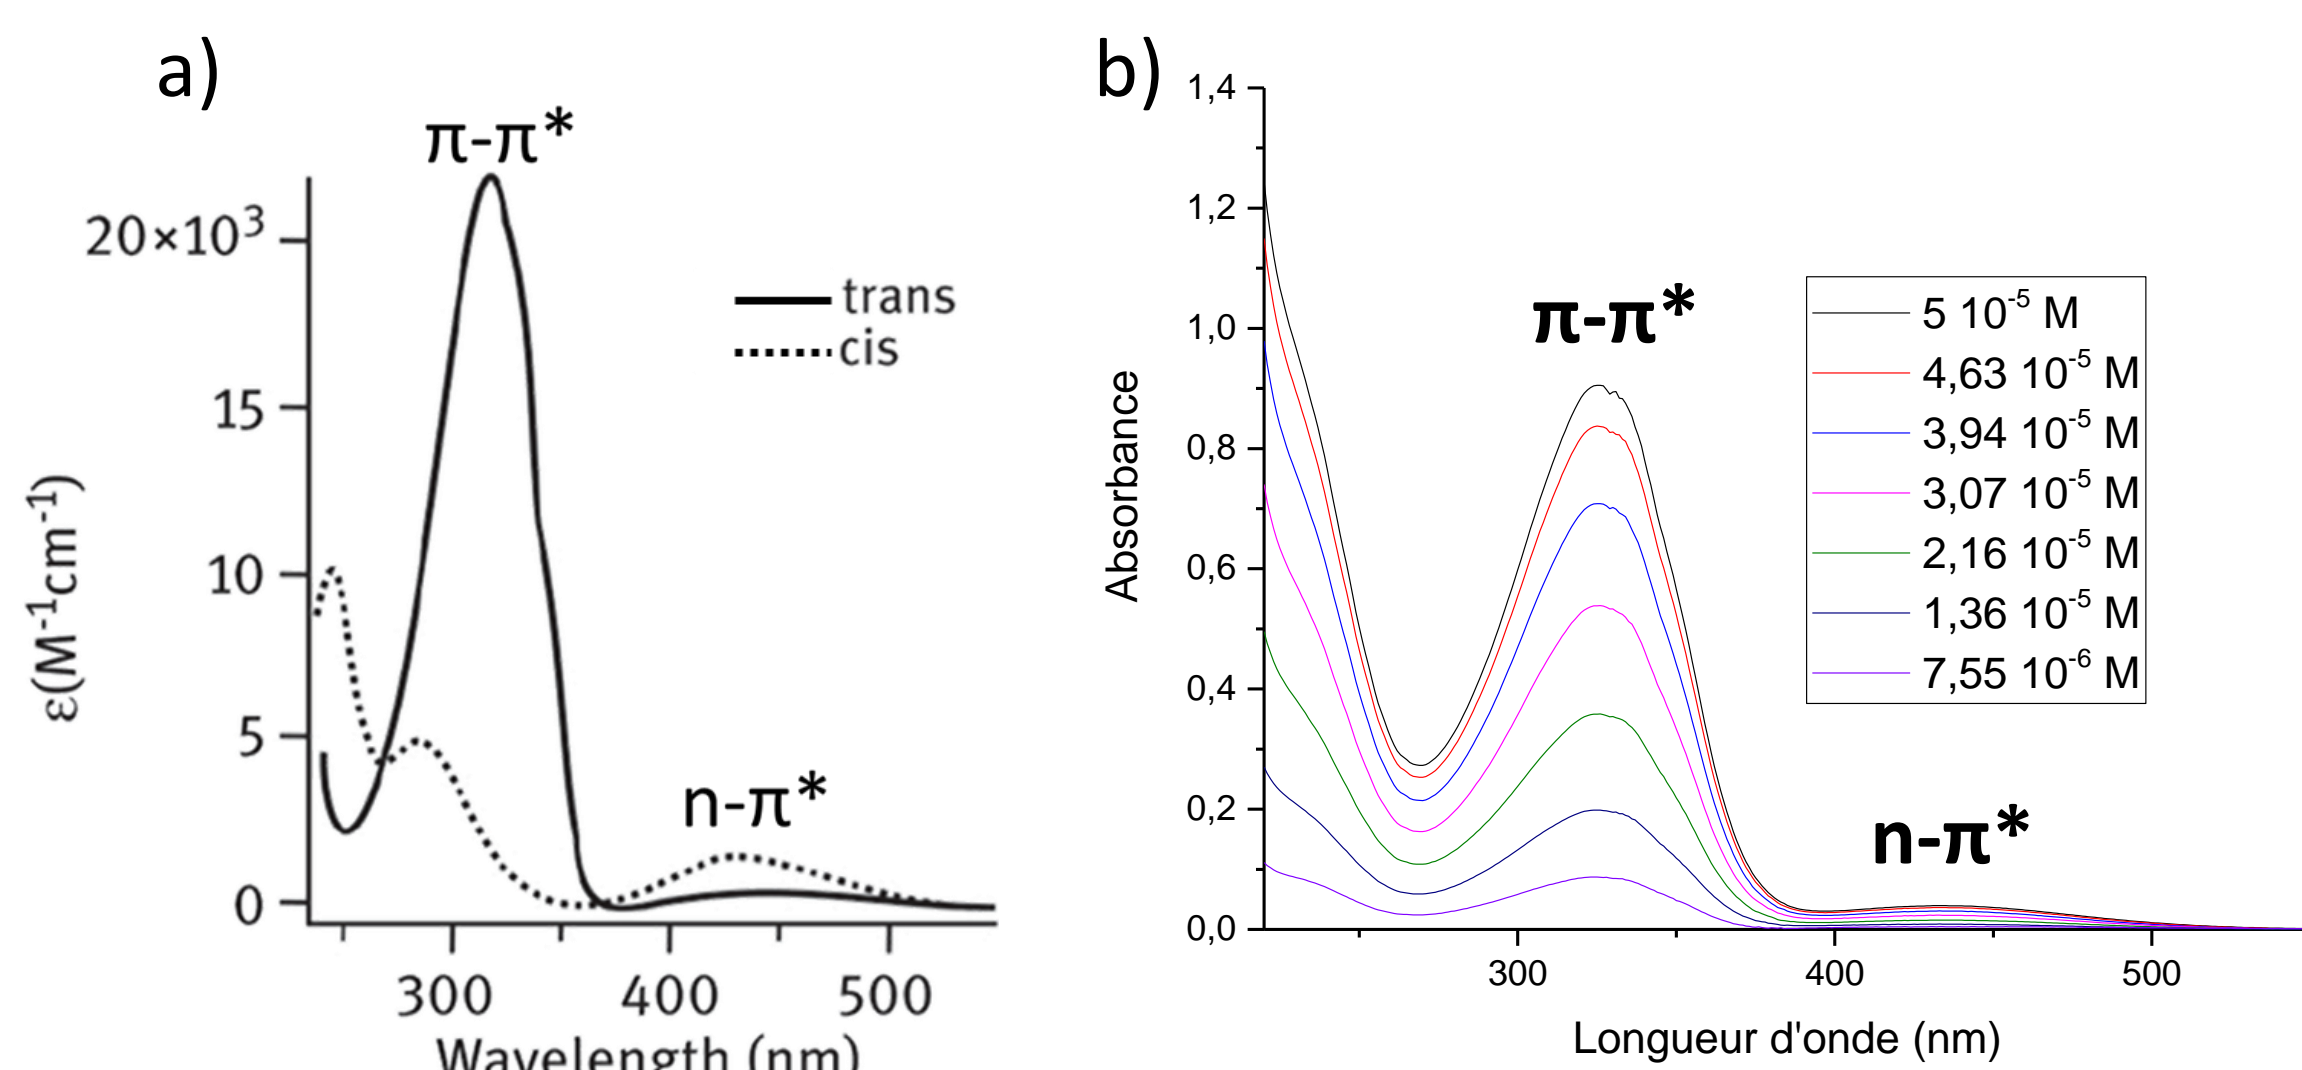 a)
π-π*
20×10³
15
10
5
0
ε(M⁻¹cm⁻¹)
trans
cis
n-π*
300 400 500
Wavelength (nm)
b)
1,4
1,2
1,0
0,8
0,6
0,4
0,2
0,0
Absorbance
π-π*
5 10⁻⁵ M
4,63 10⁻⁵ M
3,94 10⁻⁵ M
3,07 10⁻⁵ M
2,16 10⁻⁵ M
1,36 10⁻⁵ M
7,55 10⁻⁶ M
n-π*
300 400 500
Longueur d'onde (nm)